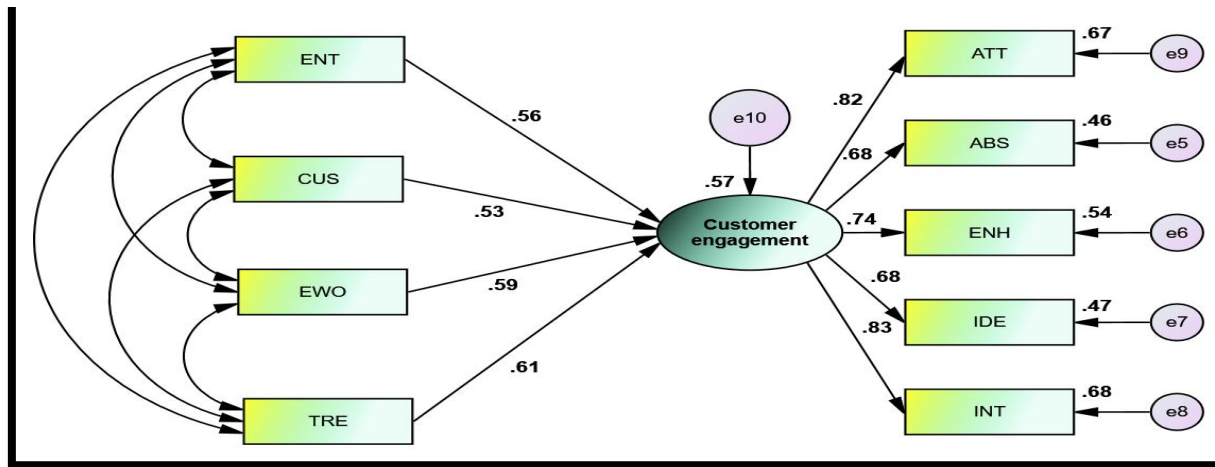 ENT
CUS
EWO
TRE
.56
.53
.59
.61
e10
.57
Customer
engagement
.82
.68
.74
.68
.83
ATT
.67
e9
ABS
.46
e5
ENH
.54
e6
IDE
.47
e7
INT
.68
e8